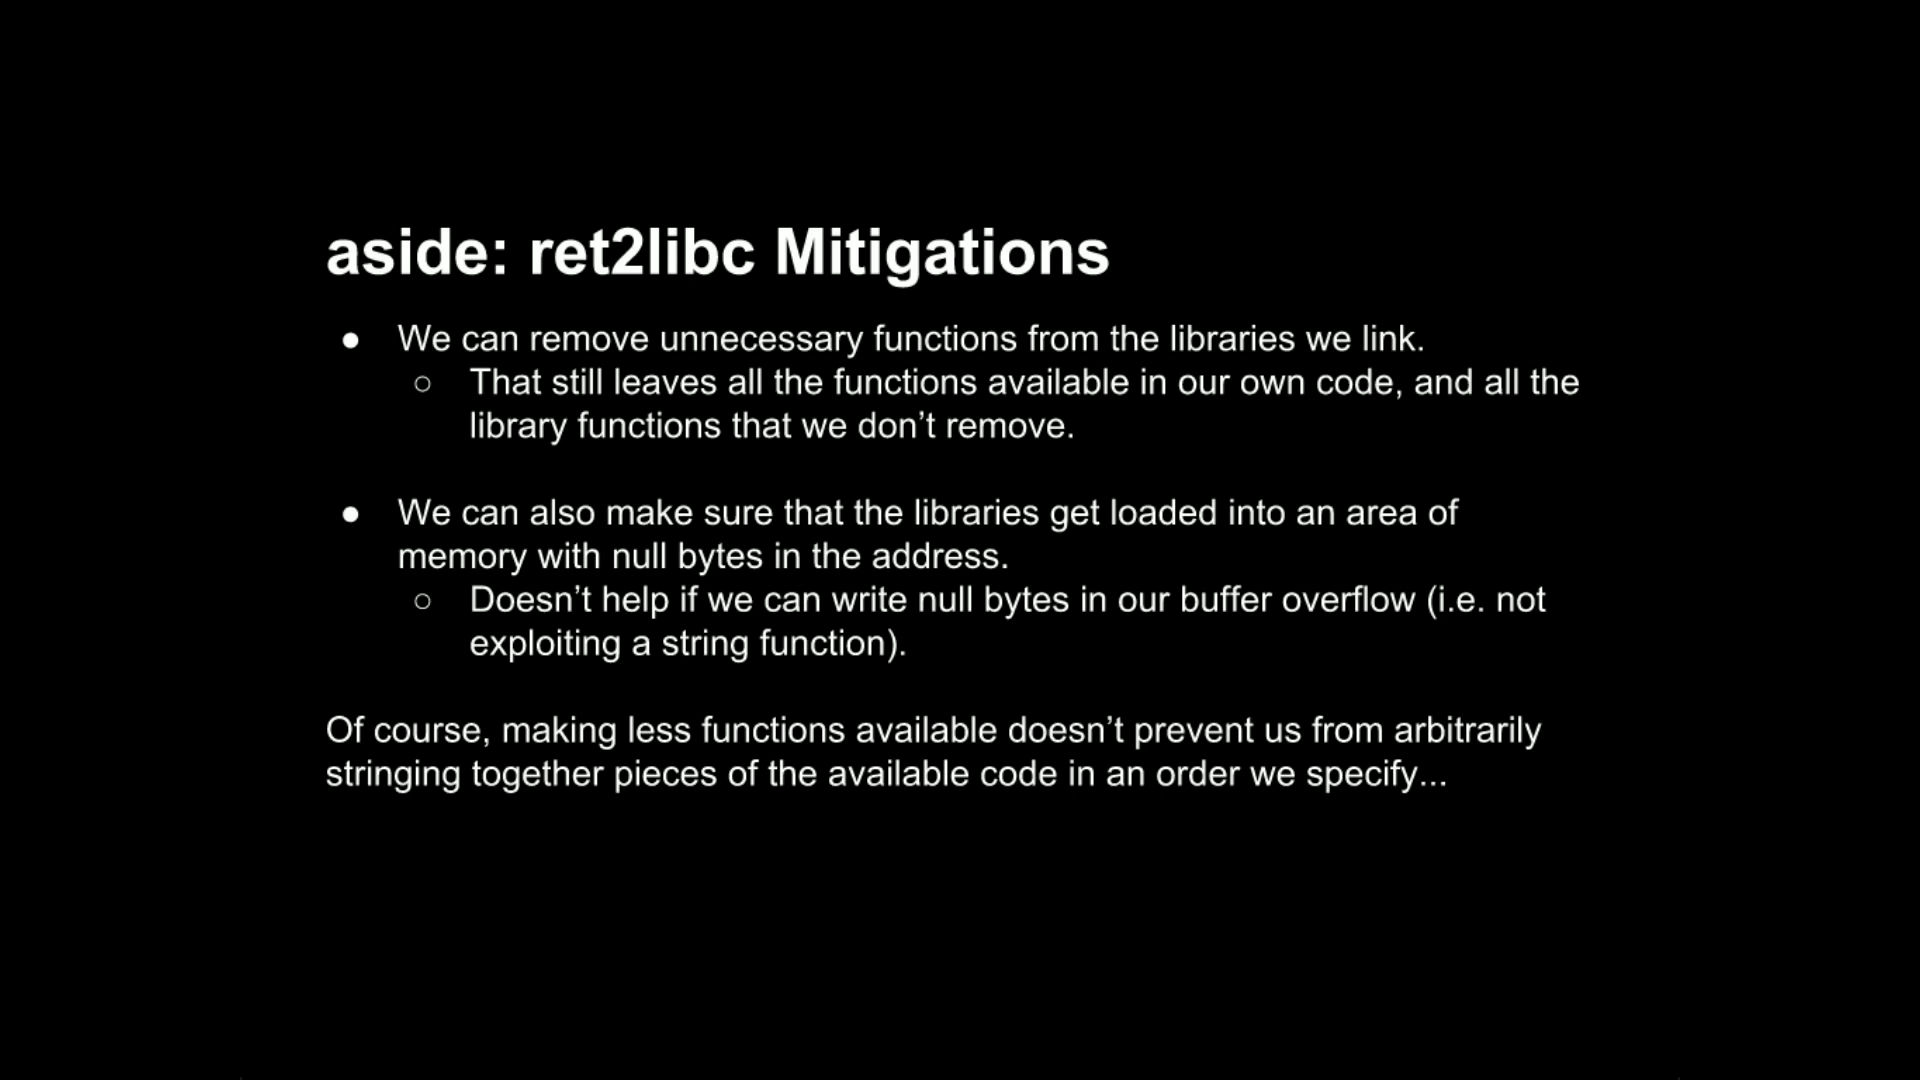 aside: ret2libc Mitigations
● We can remove unnecessary functions from the libraries we link.
○ That still leaves all the functions available in our own code, and all the
library functions that we don’t remove.
● We can also make sure that the libraries get loaded into an area of
memory with null bytes in the address.
○ Doesn’t help if we can write null bytes in our buffer overflow (i.e. not
exploiting a string function).
Of course, making less functions available doesn’t prevent us from arbitrarily
stringing together pieces of the available code in an order we specify...